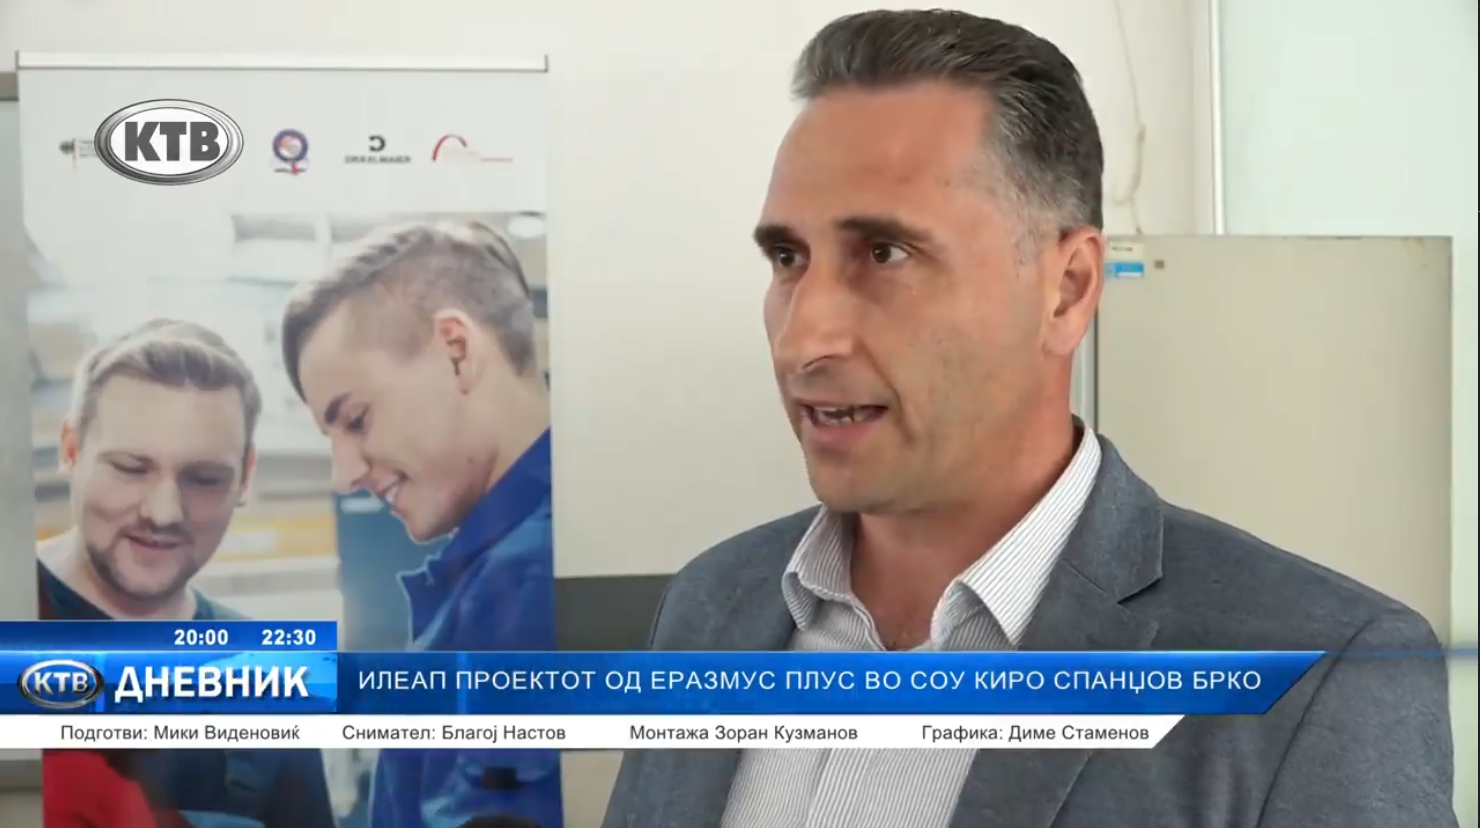 КТВ
DRÄXLMAIER
20:00 22:30
КТВ ДНЕВНИК
ИЛЕАП ПРОЕКТОТ ОД ЕРАЗМУС ПЛУС ВО СОУ КИРО СПАНЏОВ БРКО
Подготви: Мики Виденовиќ Снимател: Благој Настов Монтажа Зоран Кузманов Графика: Диме Стаменов